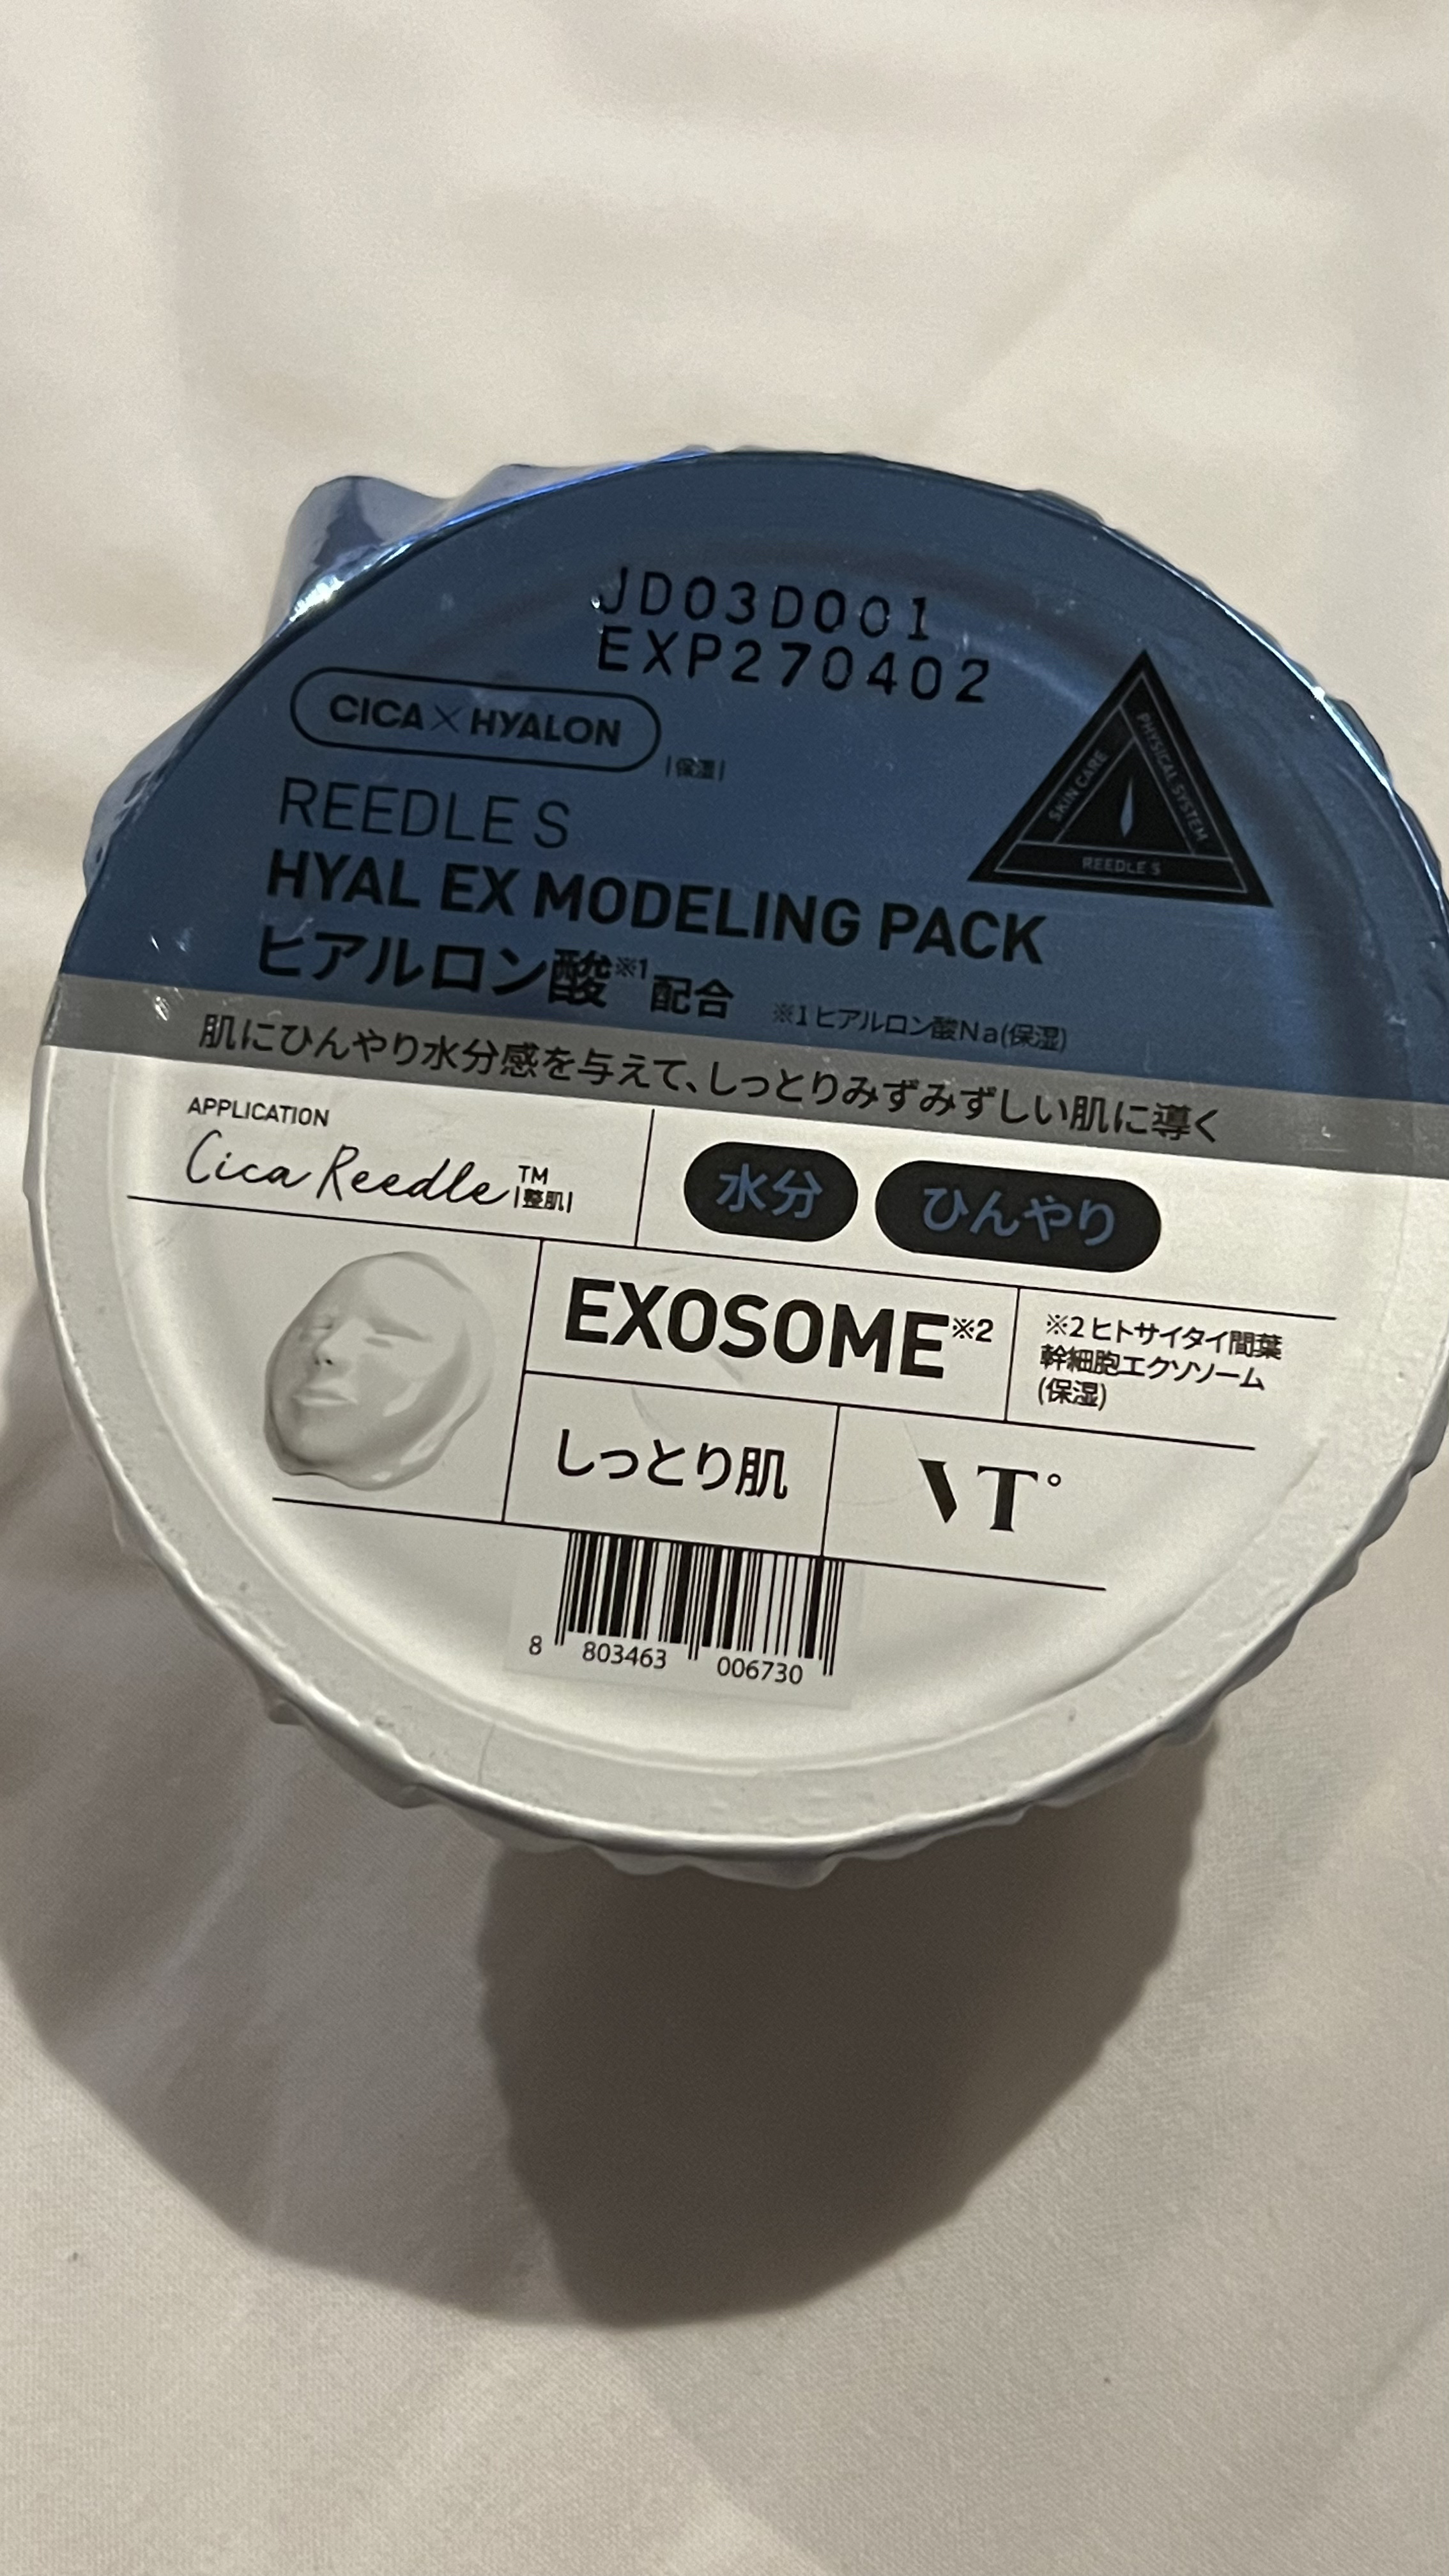 JD03D001
EXP270402
CICA×HYALON
|保湿|
REEDLE S
HYAL EX MODELING PACK
ヒアルロン酸※1配合 ※1 ヒアルロン酸Na(保湿)
SKIN CARE
PHYSICAL SYSTEM
REEDLE S
肌にひんやり水分感を与えて、しっとりみずみずしい肌に導く
APPLICATION
Cica Reedle™ |整肌|
水分 ひんやり
EXOSOME※2
※2 ヒトサイタイ間葉
幹細胞エクソソーム
(保湿)
しっとり肌
VT°
8 803463 006730